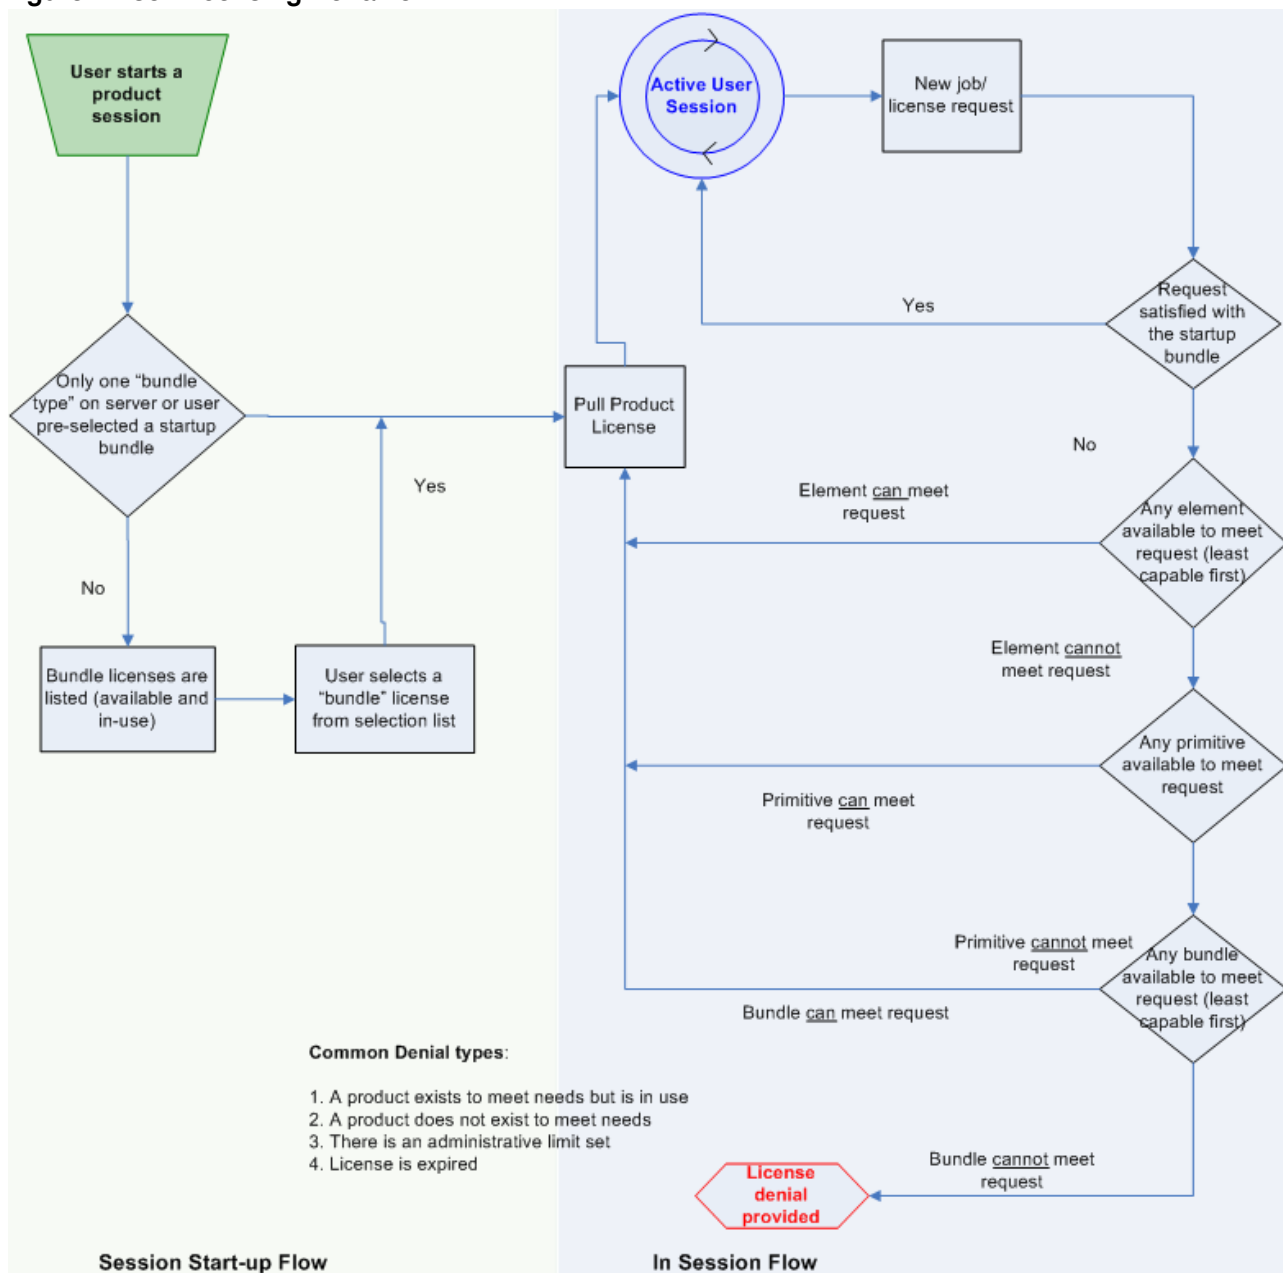 User starts a
product
session
Active User
Session
New job/
license request
Request
satisfied with
the startup
bundle
Yes
Only one “bundle
type” on server or user
pre-selected a startup
bundle
Pull Product
License
Yes
No
No
Element can meet
request
Any element
available to meet
request (least
capable first)
Element cannot
meet request
Bundle licenses are
listed (available and
in-use)
User selects a
“bundle” license
from selection list
Any primitive
available to meet
request
Primitive can meet
request
Primitive cannot meet
request
Any bundle
available to meet
request (least
capable first)
Bundle can meet request
Common Denial types:
1. A product exists to meet needs but is in use
2. A product does not exist to meet needs
3. There is an administrative limit set
4. License is expired
Bundle cannot meet
request
License
denial
provided
Session Start-up Flow
In Session Flow